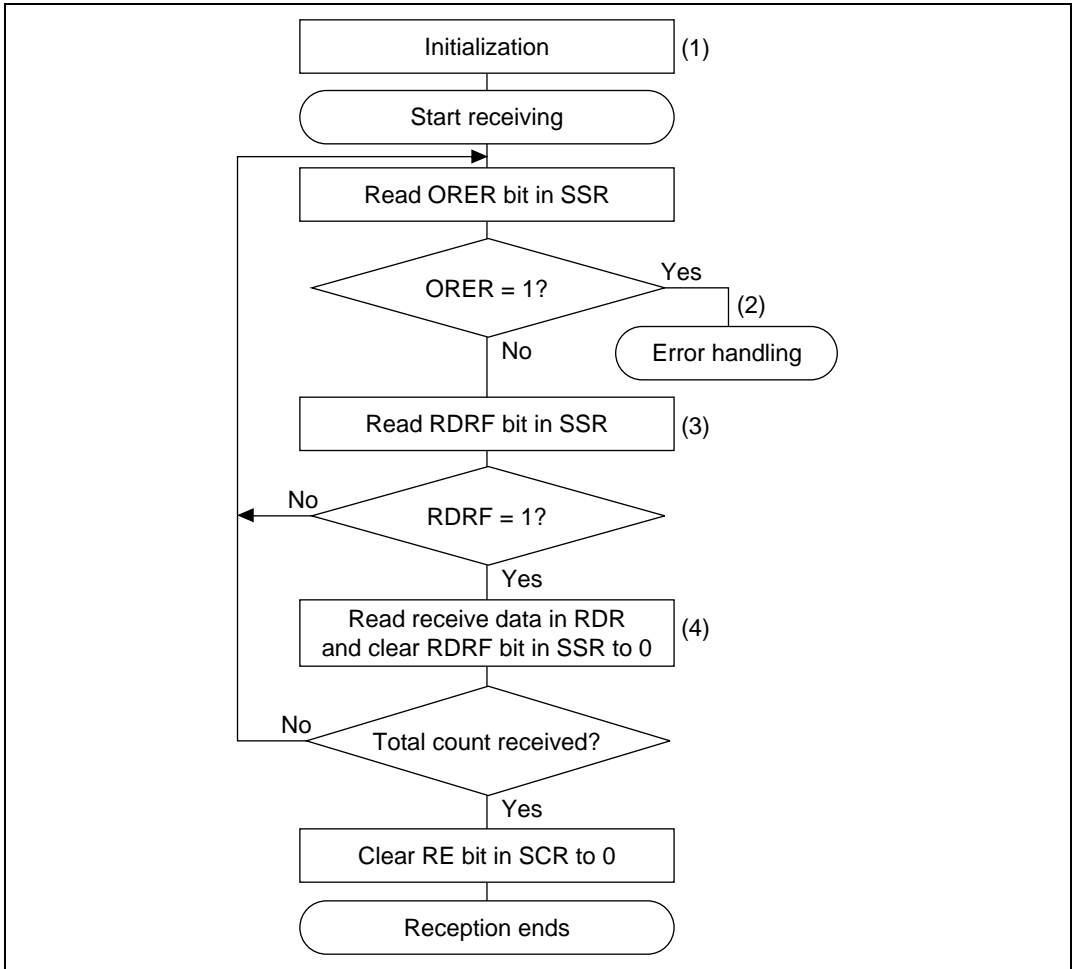 Initialization
(1)
Start receiving
Read ORER bit in SSR
ORER = 1?
Yes
(2)
Error handling
No
Read RDRF bit in SSR
(3)
No
RDRF = 1?
Yes
Read receive data in RDR
and clear RDRF bit in SSR to 0
(4)
No
Total count received?
Yes
Clear RE bit in SCR to 0
Reception ends